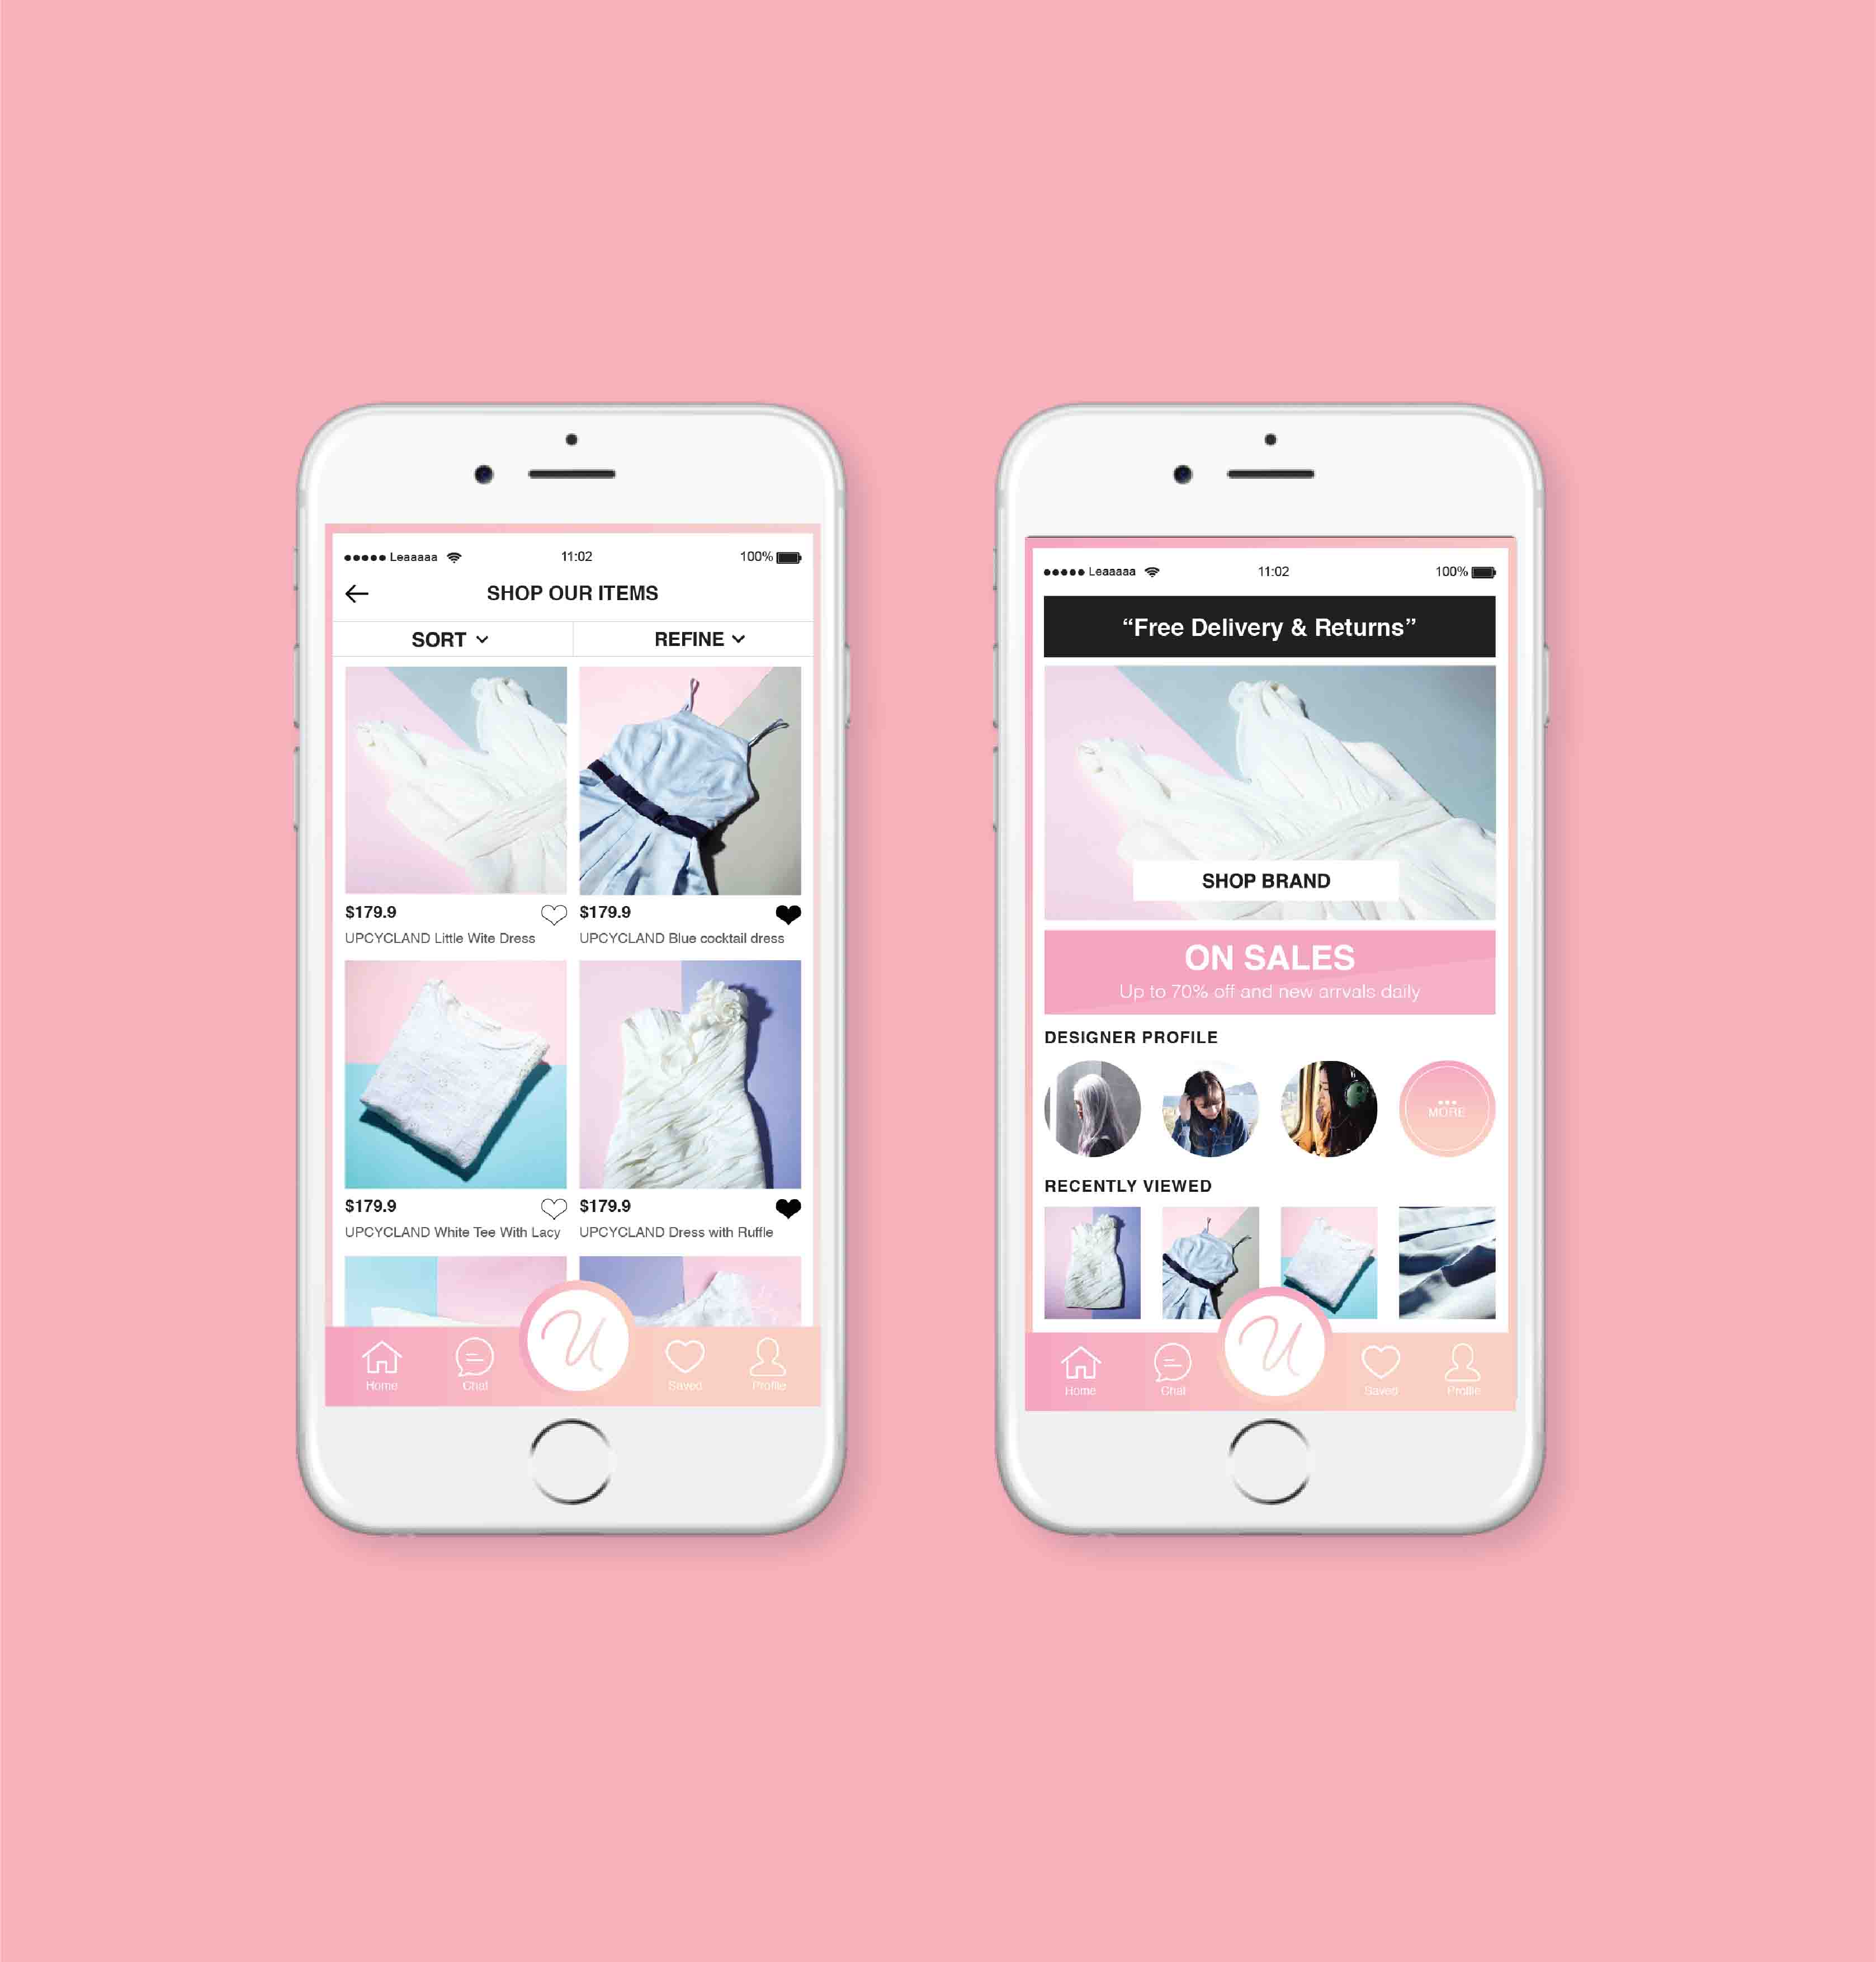 Leaaaaa 11:02 100%
SHOP OUR ITEMS
SORT REFINE
$179.9
UPCYCLAND Little Wite Dress
$179.9
UPCYCLAND Blue cocktail dress
$179.9
UPCYCLAND White Tee With Lacy
$179.9
UPCYCLAND Dress with Ruffle
U
Home Chat Saved Profile
Leaaaaa 11:02 100%
“Free Delivery & Returns”
SHOP BRAND
ON SALES
Up to 70% off and new arrvals daily
DESIGNER PROFILE
MORE
RECENTLY VIEWED
U
Home Chat Saved Profile